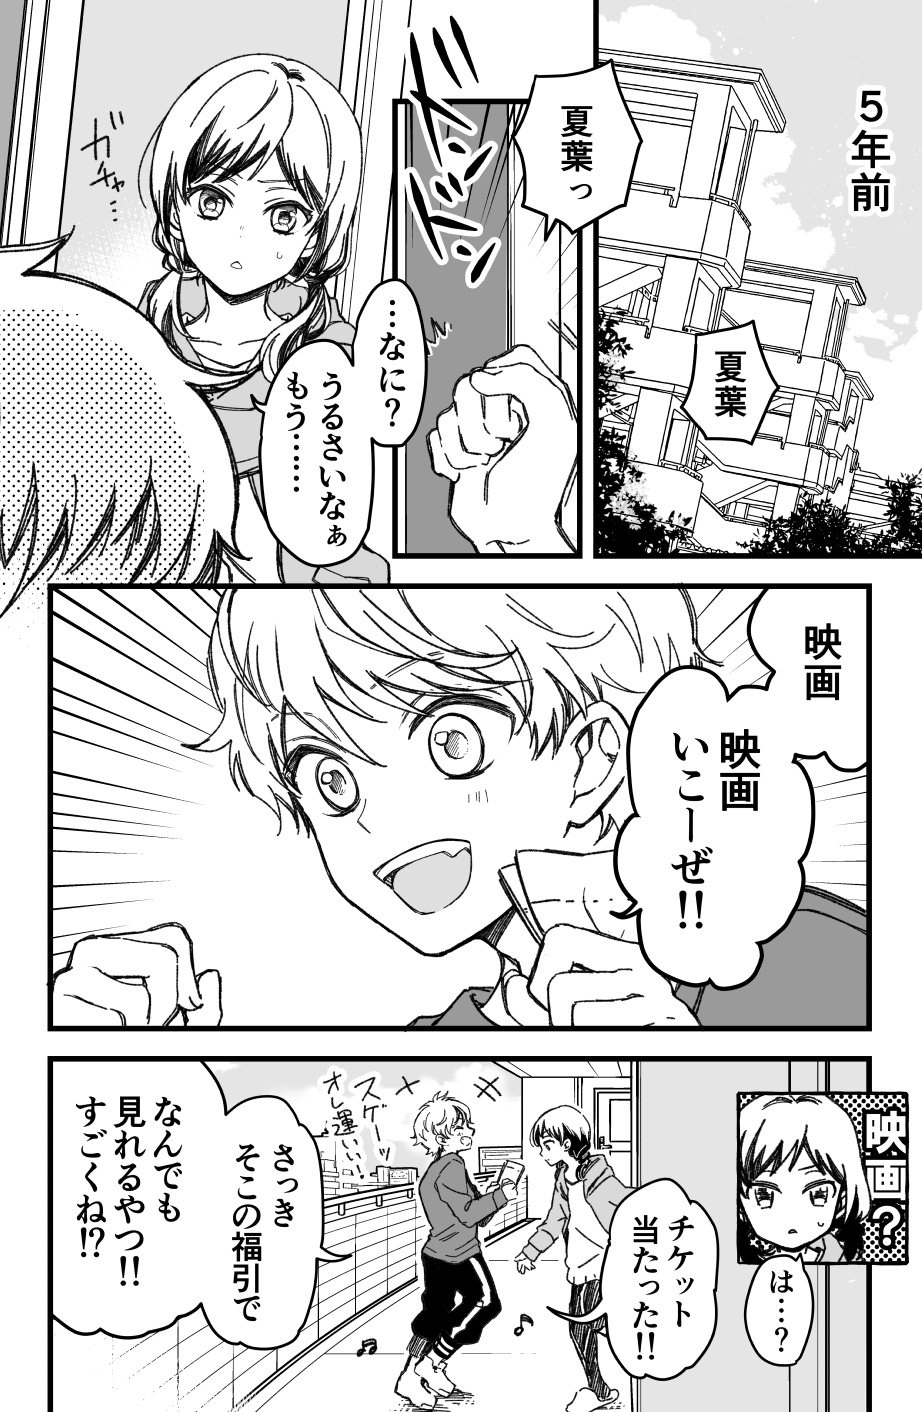 5年前
夏葉
夏葉っ
ドンドン
ガチャ…
…なに?
うるさいなぁ
もう……
映画
映画
いこーぜ!!
映画?
は…?
チケット
当たった!!
スゲーッ
オレ運いい!!
さっき
そこの福引で
なんでも
見れるやつ!!
すごくね!?